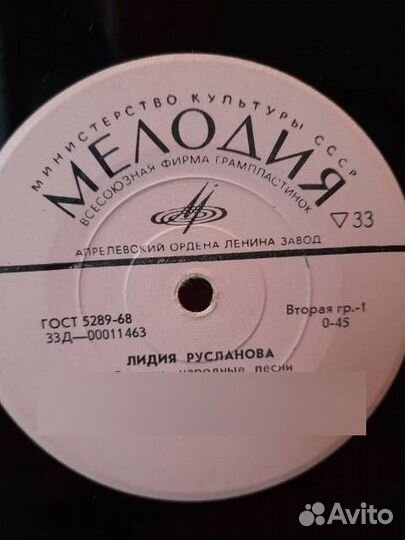 МИНИСТЕРСТВО КУЛЬТУРЫ СССР
МЕЛОДИЯ
ВСЕСОЮЗНАЯ ФИРМА ГРАМПЛАСТИНОК
▽33
АПРЕЛЕВСКИЙ ОРДЕНА ЛЕНИНА ЗАВОД
ГОСТ 5289-68
33Д—00011463
Вторая гр.-1
0-45
ЛИДИЯ РУСЛАНОВА
народные песни
Avito